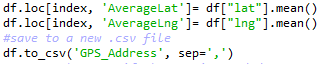 df.loc[index, 'AverageLat']= df["lat"].mean()
df.loc[index, 'AverageLng']= df["lng"].mean()
#save to a new .csv file
df.to_csv('GPS_Address', sep=',')